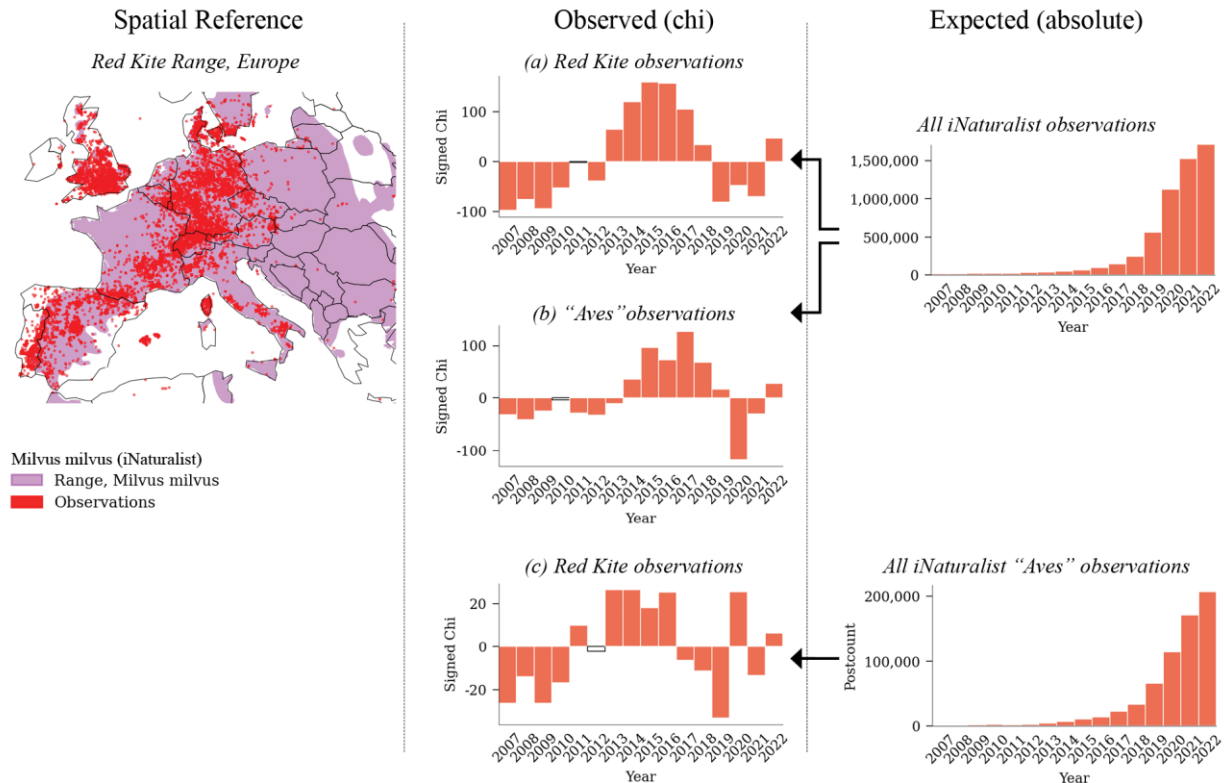 Spatial Reference
Red Kite Range, Europe
Milvus milvus (iNaturalist)
Range, Milvus milvus
Observations
Observed (chi)
(a) Red Kite observations
Signed Chi
100
0
-100
2007 2008 2009 2010 2011 2012 2013 2014 2015 2016 2017 2018 2019 2020 2021 2022
Year
(b) “Aves”observations
Signed Chi
100
0
-100
2007 2008 2009 2010 2011 2012 2013 2014 2015 2016 2017 2018 2019 2020 2021 2022
Year
(c) Red Kite observations
Signed Chi
20
0
-20
2007 2008 2009 2010 2011 2012 2013 2014 2015 2016 2017 2018 2019 2020 2021 2022
Year
Expected (absolute)
All iNaturalist observations
1,500,000
1,000,000
500,000
0
2007 2008 2009 2010 2011 2012 2013 2014 2015 2016 2017 2018 2019 2020 2021 2022
Year
All iNaturalist “Aves” observations
Postcount
200,000
100,000
0
2007 2008 2009 2010 2011 2012 2013 2014 2015 2016 2017 2018 2019 2020 2021 2022
Year